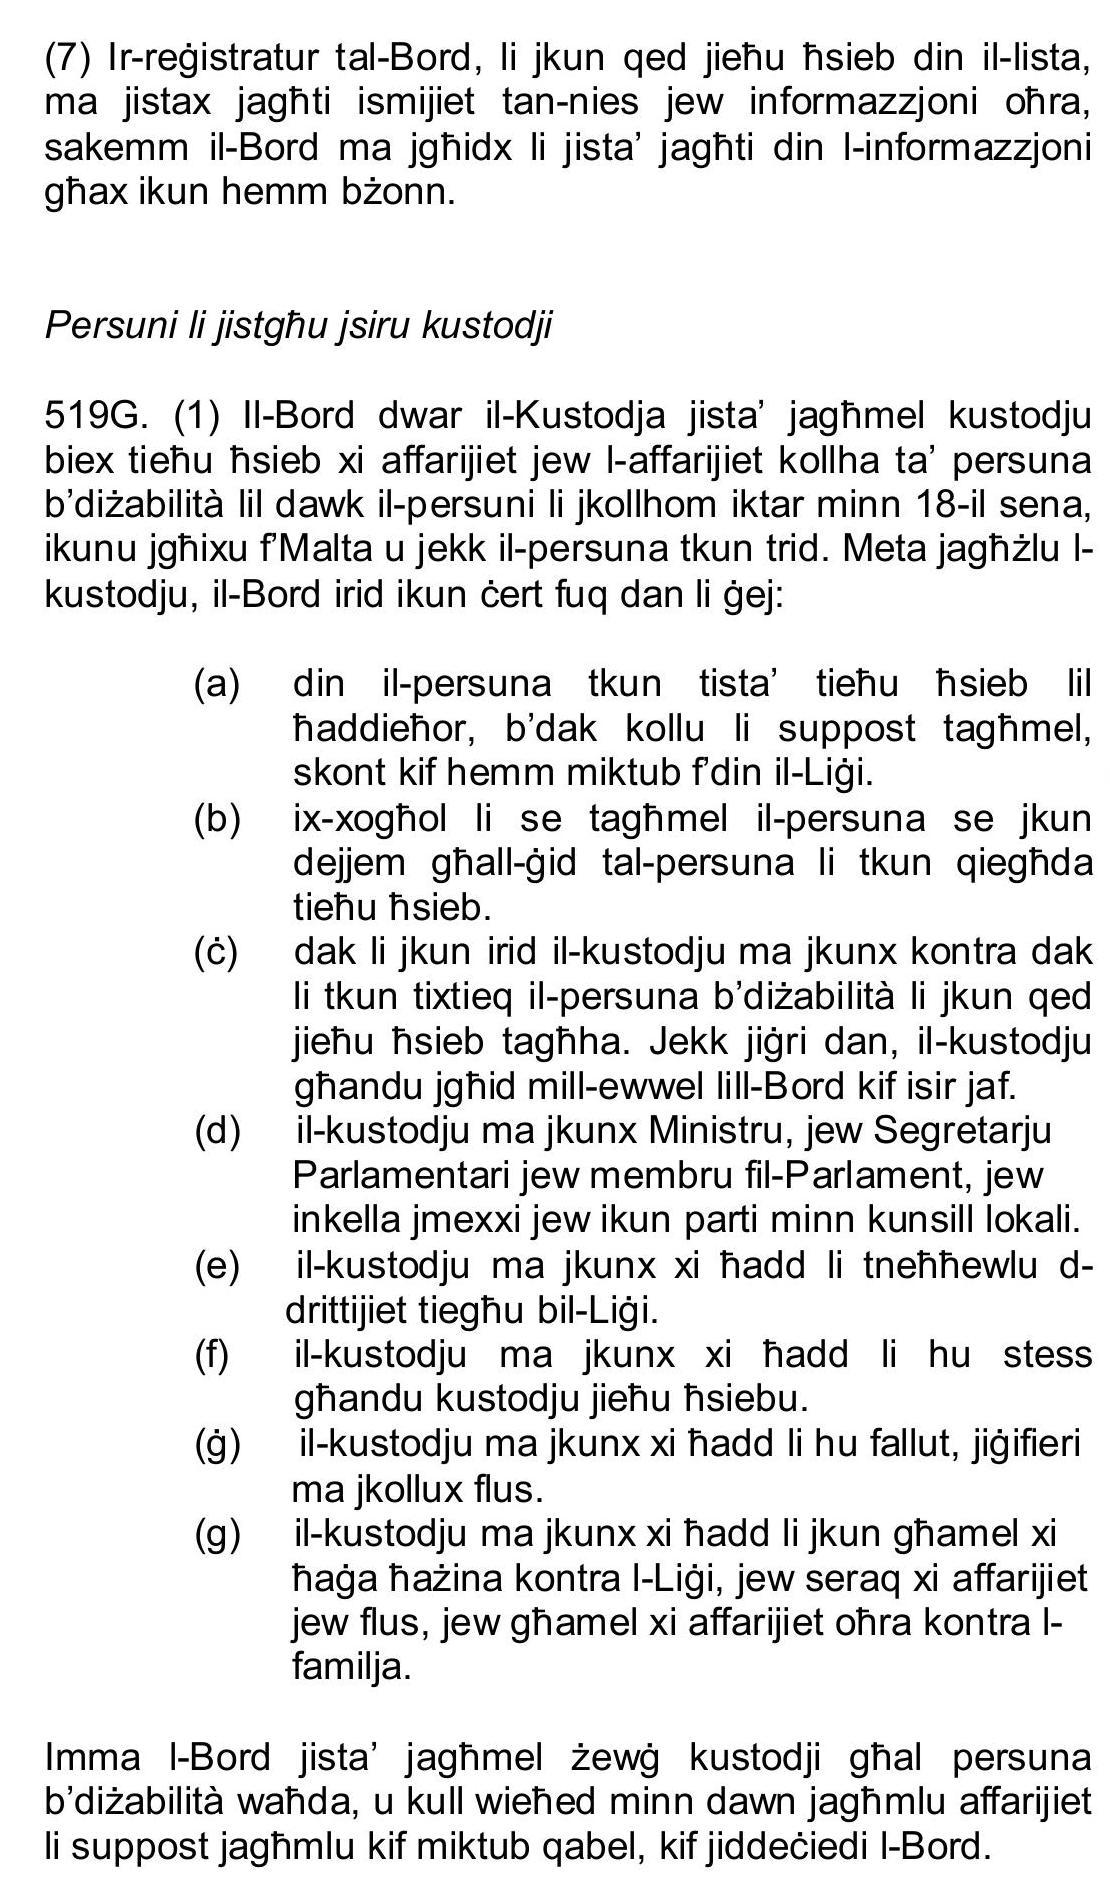 (7) Ir-reġistratur tal-Bord, li jkun qed jieħu ħsieb din il-lista,
ma jistax jagħti ismijiet tan-nies jew informazzjoni oħra,
sakemm il-Bord ma jgħidx li jista’ jagħti din l-informazzjoni
għax ikun hemm bżonn.
Persuni li jistgħu jsiru kustodji
519G. (1) Il-Bord dwar il-Kustodja jista’ jagħmel kustodju
biex tieħu ħsieb xi affarijiet jew l-affarijiet kollha ta’ persuna
b’diżabilità lil dawk il-persuni li jkollhom iktar minn 18-il sena,
ikunu jgħixu f’Malta u jekk il-persuna tkun trid. Meta jagħżlu l-
kustodju, il-Bord irid ikun ċert fuq dan li ġej:
(a) din il-persuna tkun tista’ tieħu ħsieb lil
ħaddieħor, b’dak kollu li suppost tagħmel,
skont kif hemm miktub f’din il-Liġi.
(b) ix-xogħol li se tagħmel il-persuna se jkun
dejjem għall-ġid tal-persuna li tkun qiegħda
tieħu ħsieb.
(ċ) dak li jkun irid il-kustodju ma jkunx kontra dak
li tkun tixtieq il-persuna b’diżabilità li jkun qed
jieħu ħsieb tagħha. Jekk jiġri dan, il-kustodju
għandu jgħid mill-ewwel lill-Bord kif isir jaf.
(d) il-kustodju ma jkunx Ministru, jew Segretarju
Parlamentari jew membru fil-Parlament, jew
inkella jmexxi jew ikun parti minn kunsill lokali.
(e) il-kustodju ma jkunx xi ħadd li tneħħewlu d-
drittijiet tiegħu bil-Liġi.
(f) il-kustodju ma jkunx xi ħadd li hu stess
għandu kustodju jieħu ħsiebu.
(ġ) il-kustodju ma jkunx xi ħadd li hu fallut, jiġifieri
ma jkollux flus.
(g) il-kustodju ma jkunx xi ħadd li jkun għamel xi
ħaġa ħażina kontra l-Liġi, jew seraq xi affarijiet
jew flus, jew għamel xi affarijiet oħra kontra l-
familja.
Imma l-Bord jista’ jagħmel żewġ kustodji għal persuna
b’diżabilità waħda, u kull wieħed minn dawn jagħmlu affarijiet
li suppost jagħmlu kif miktub qabel, kif jiddeċiedi l-Bord.